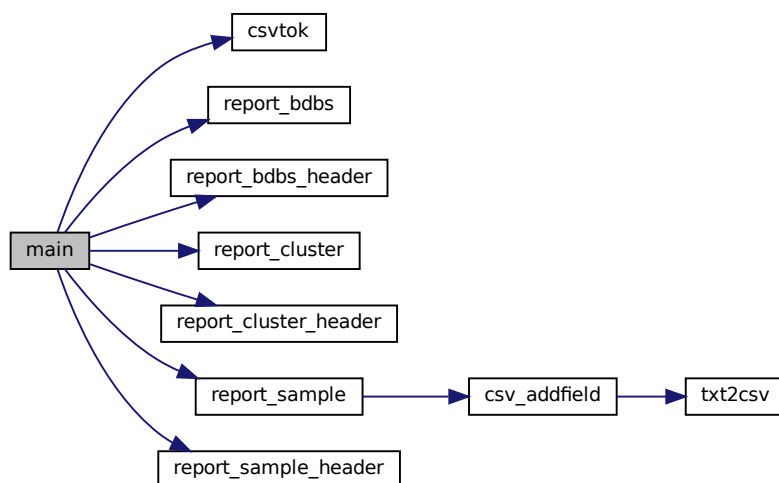 csvtok
report_bdbs
report_bdbs_header
main
report_cluster
report_cluster_header
report_sample
csv_addfield
txt2csv
report_sample_header